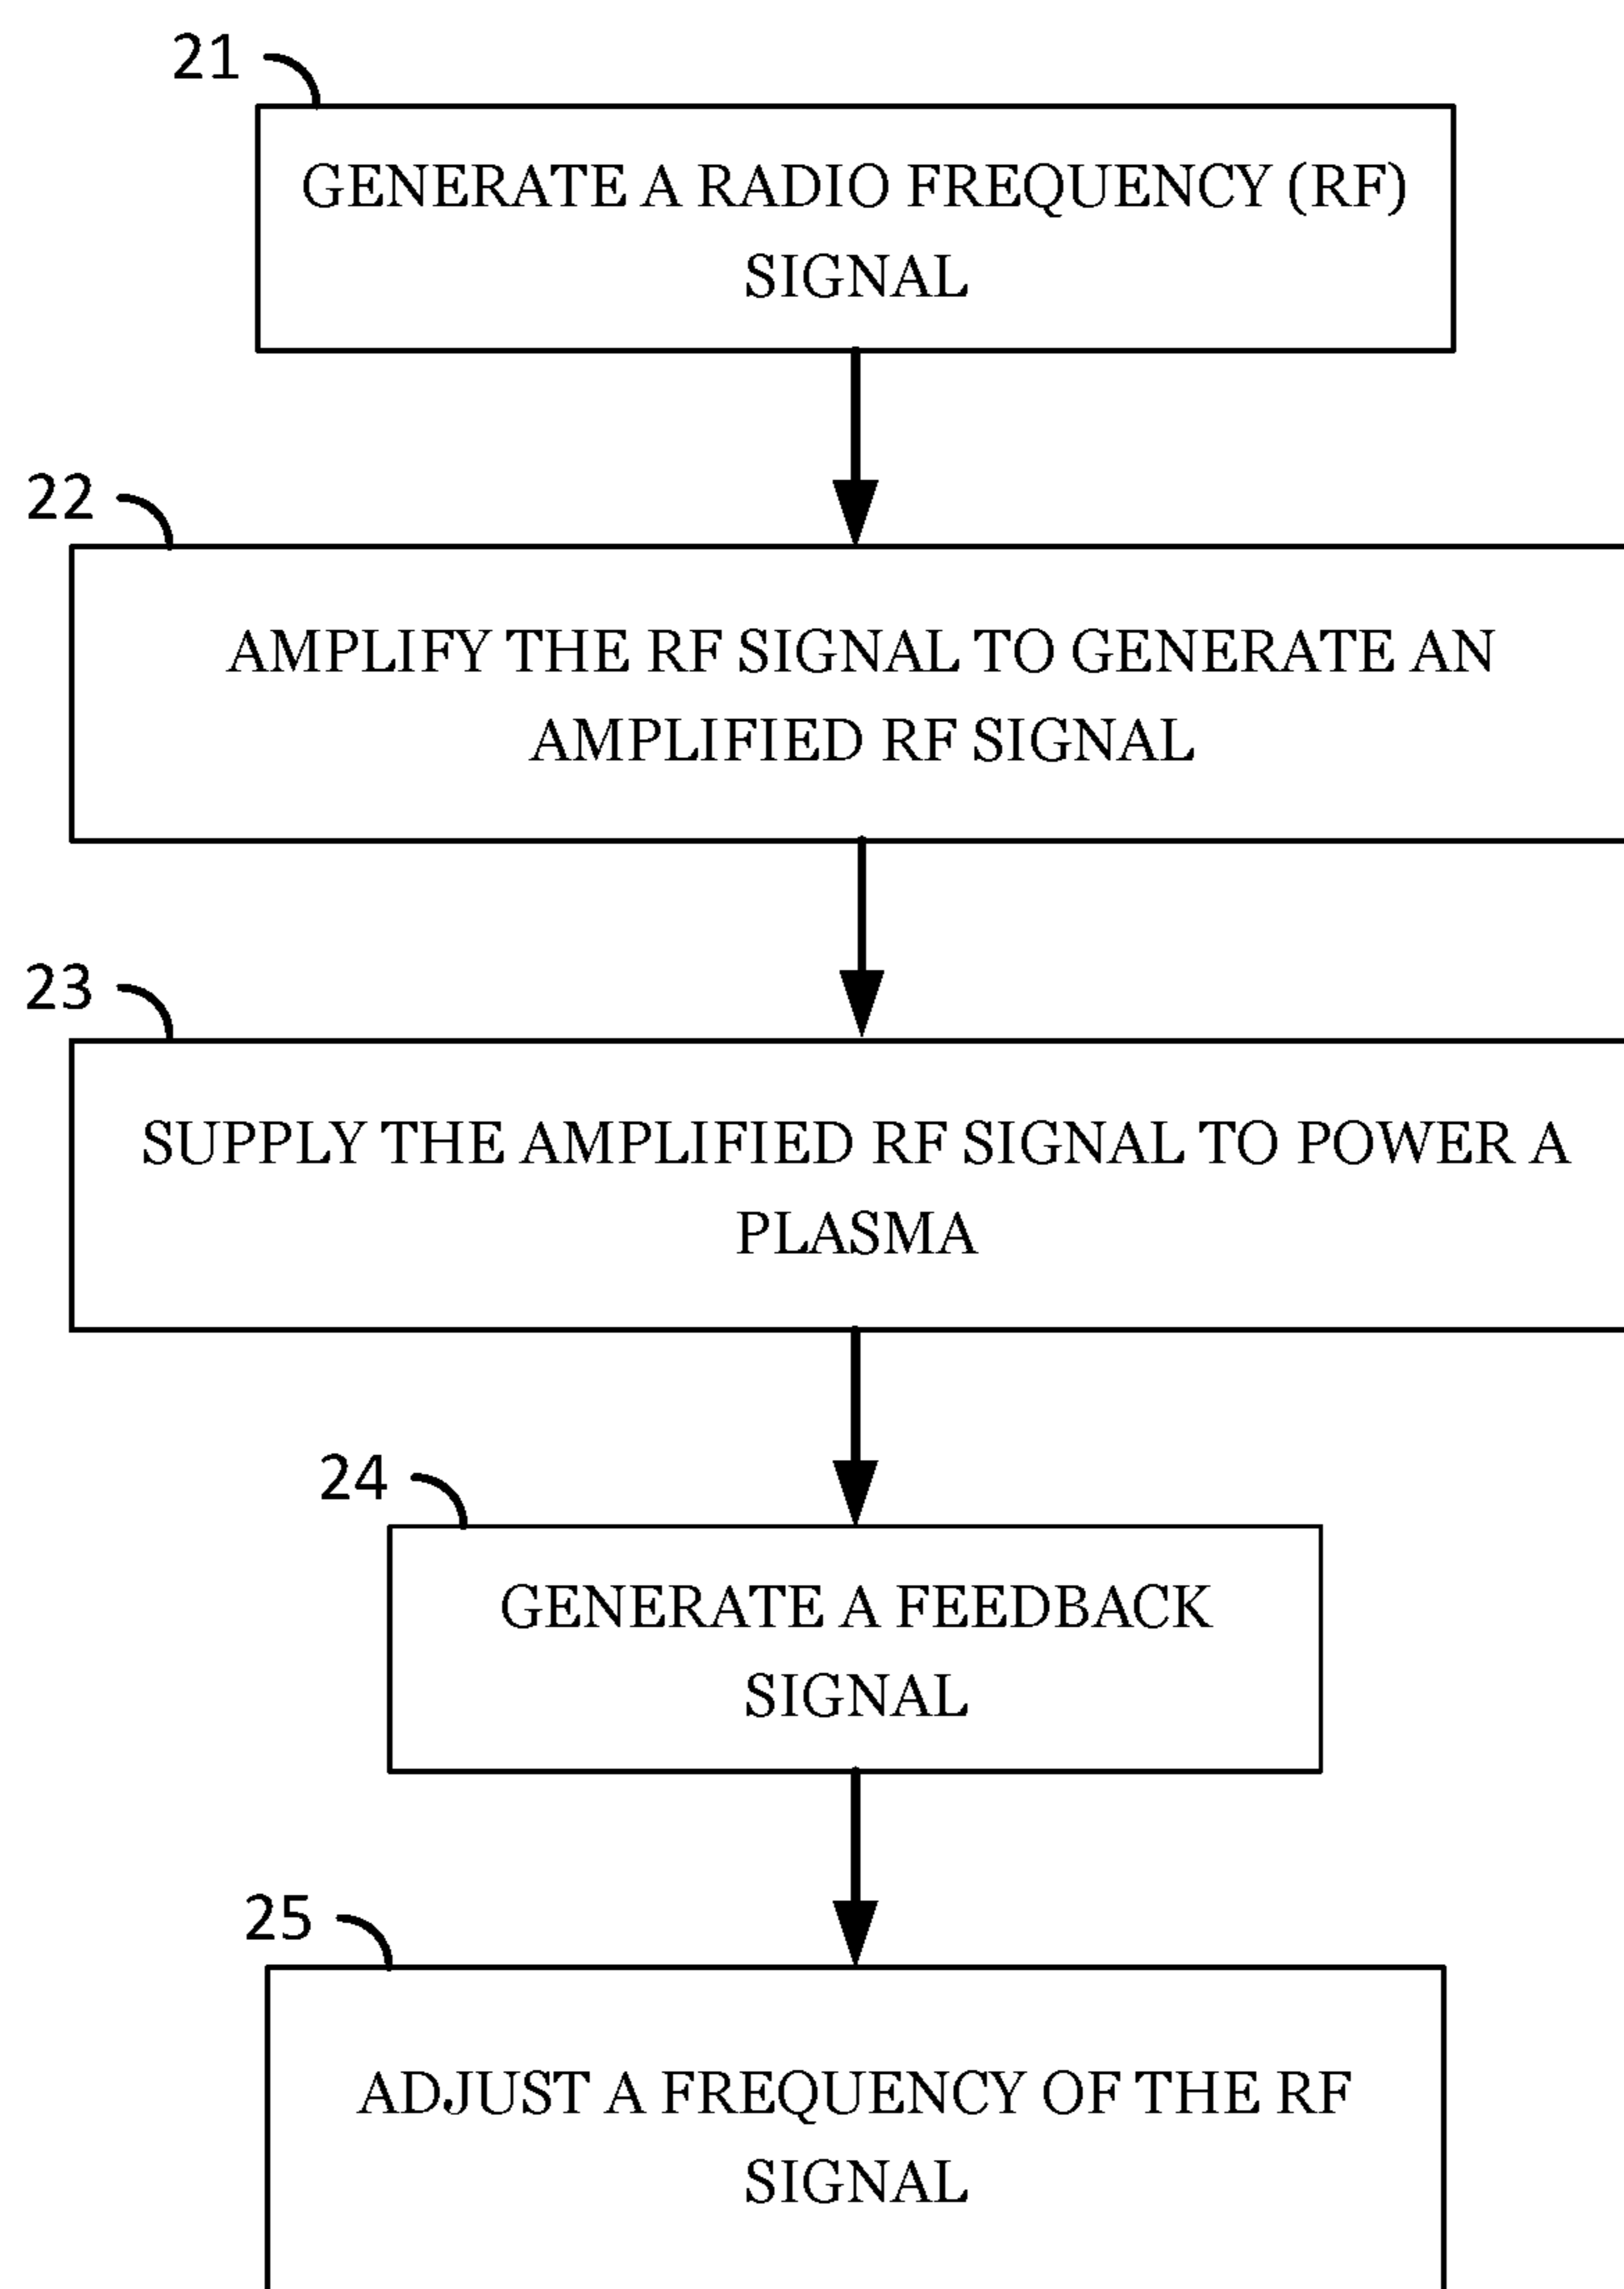 21
GENERATE A RADIO FREQUENCY (RF)
SIGNAL
22
AMPLIFY THE RF SIGNAL TO GENERATE AN
AMPLIFIED RF SIGNAL
23
SUPPLY THE AMPLIFIED RF SIGNAL TO POWER A
PLASMA
24
GENERATE A FEEDBACK
SIGNAL
25
ADJUST A FREQUENCY OF THE RF
SIGNAL